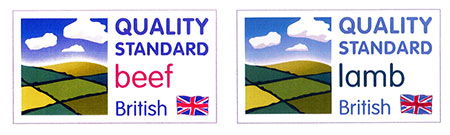 QUALITY
STANDARD
beef
British
QUALITY
STANDARD
lamb
British